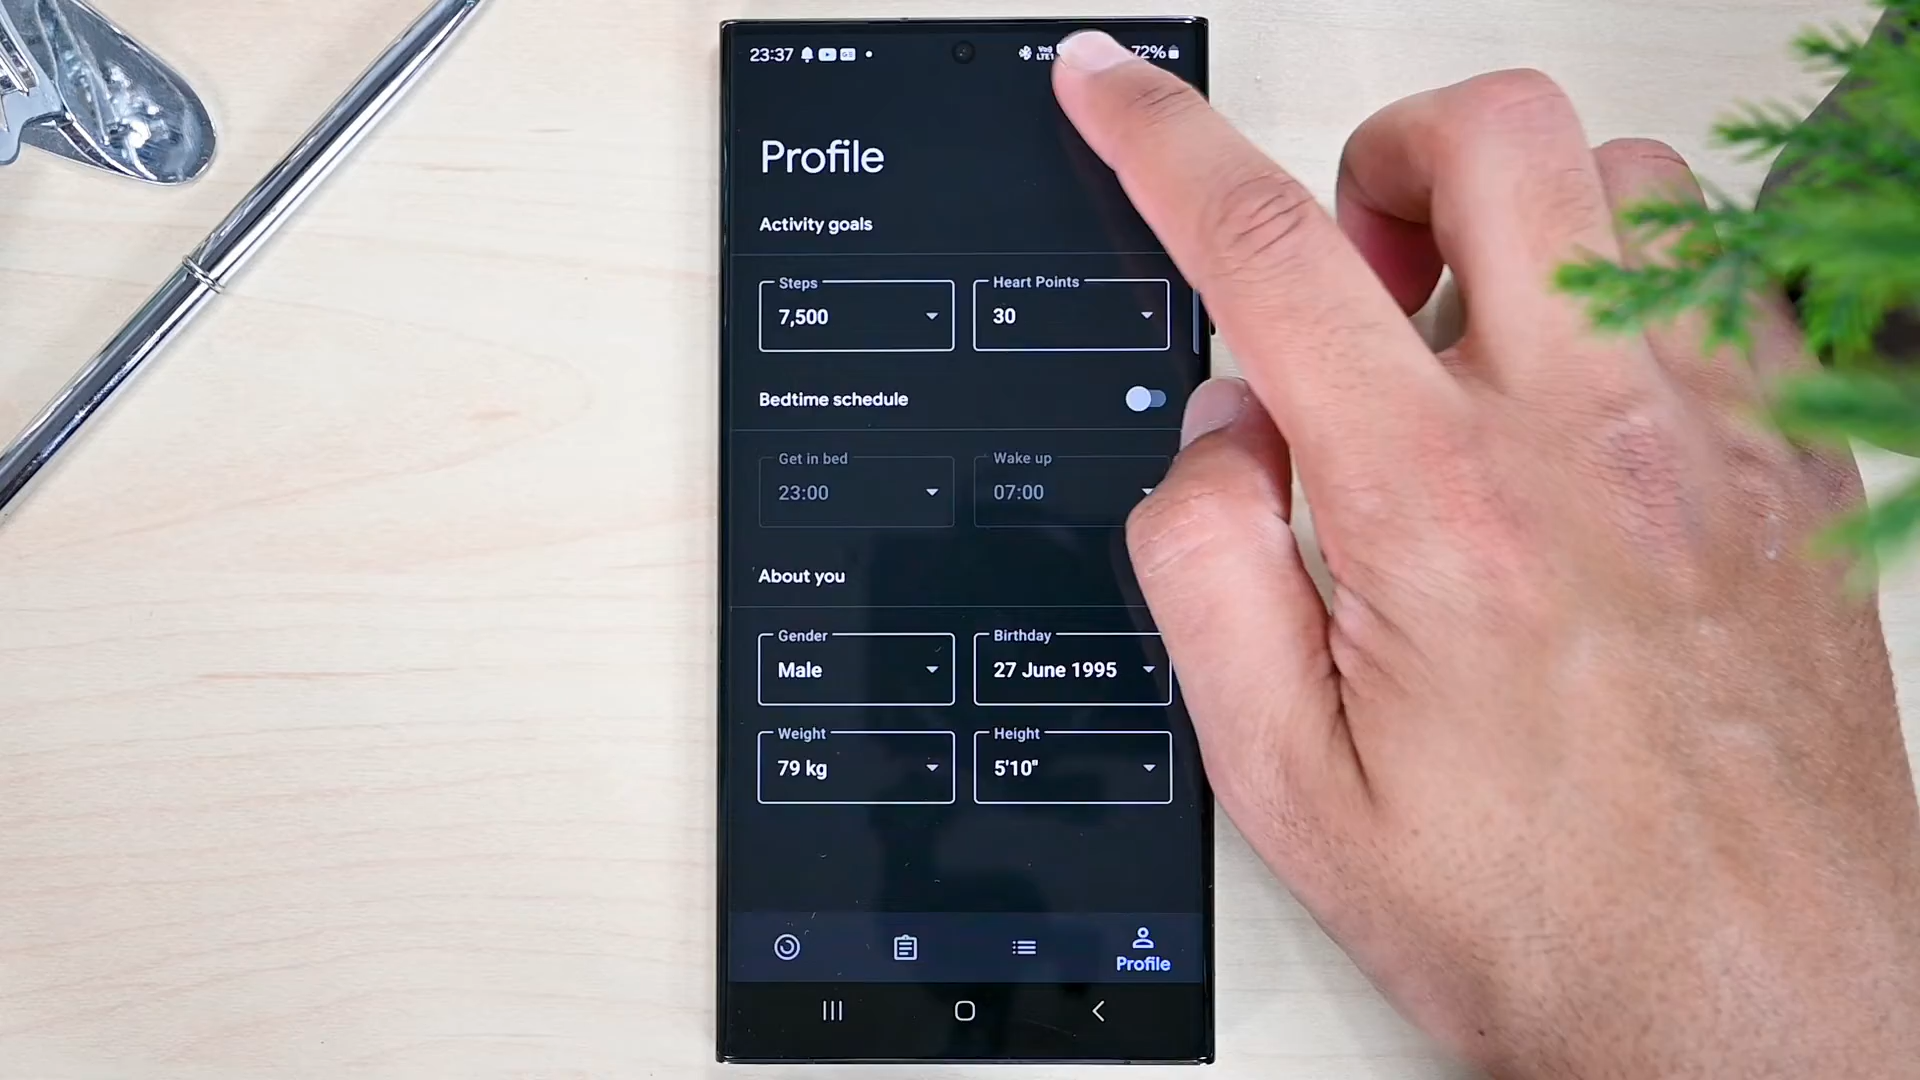 23:37 72%
Profile
Activity goals
Steps Heart Points
7,500 30
Bedtime schedule
Get in bed Wake up
23:00 07:00
About you
Gender Birthday
Male 27 June 1995
Weight Height
79 kg 5'10"
Profile